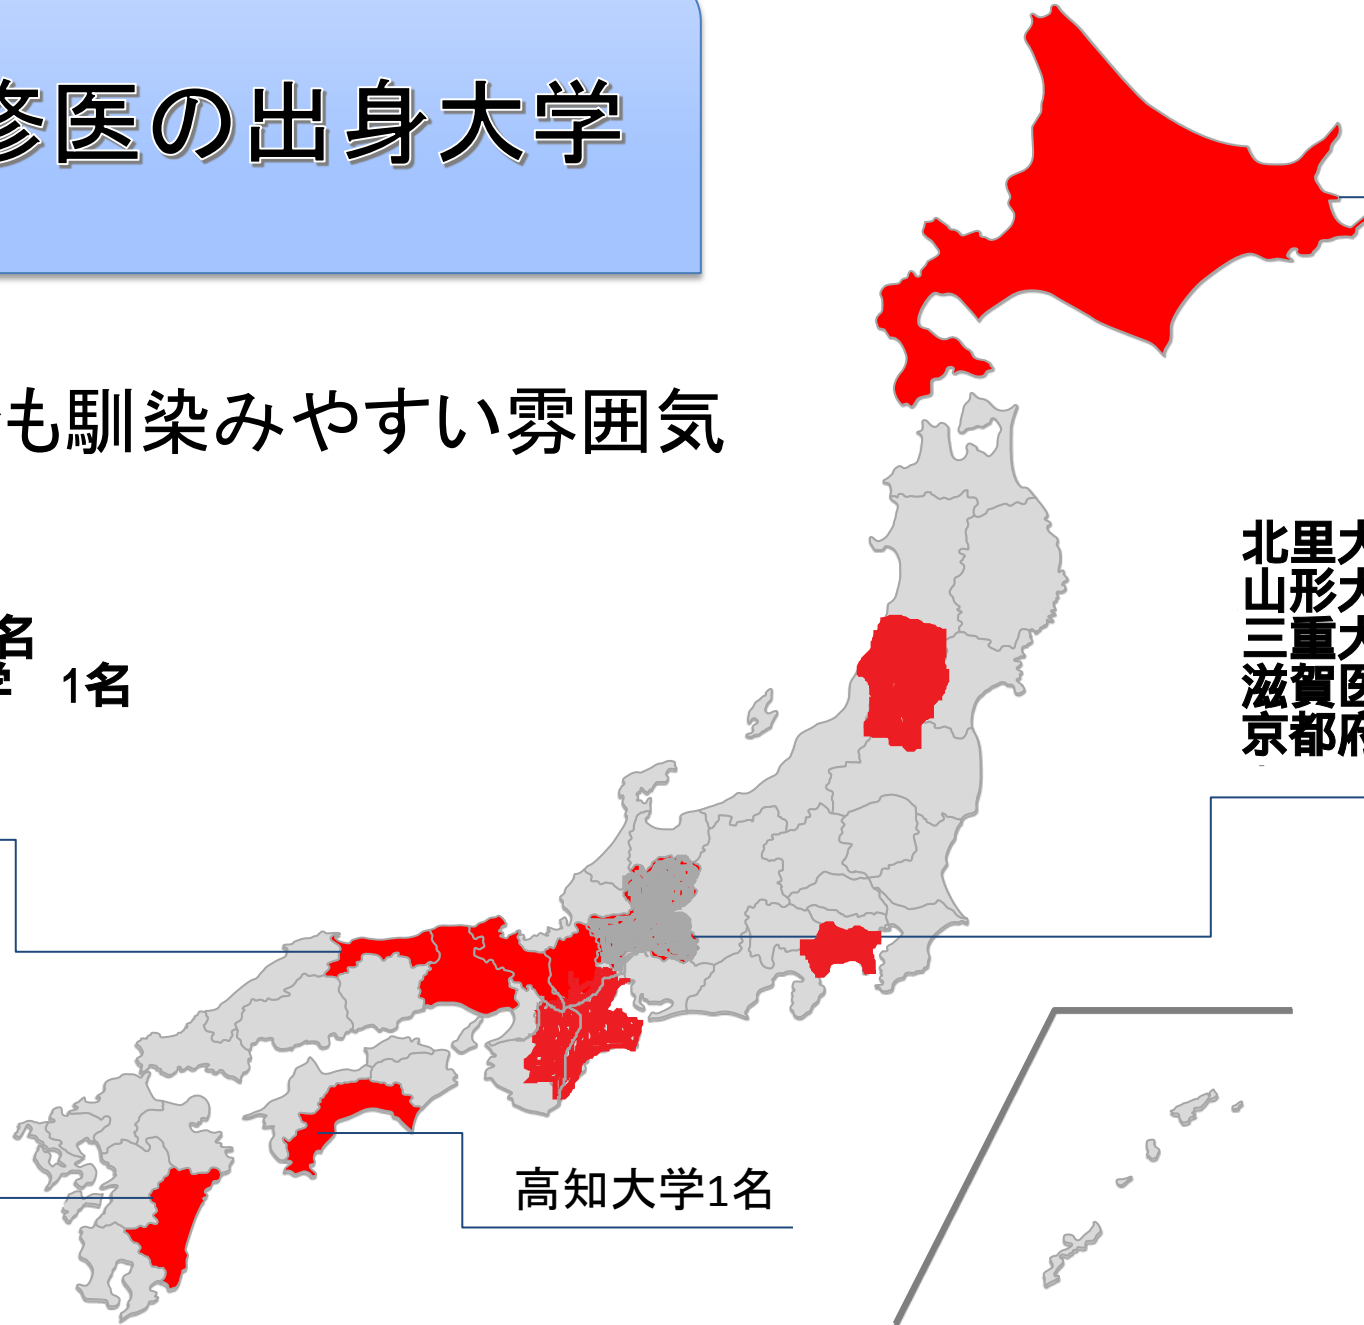 修医の出身大学
も馴染みやすい雰囲気
名
学 1名
北里大
山形大
三重大
滋賀医
京都府
高知大学1名